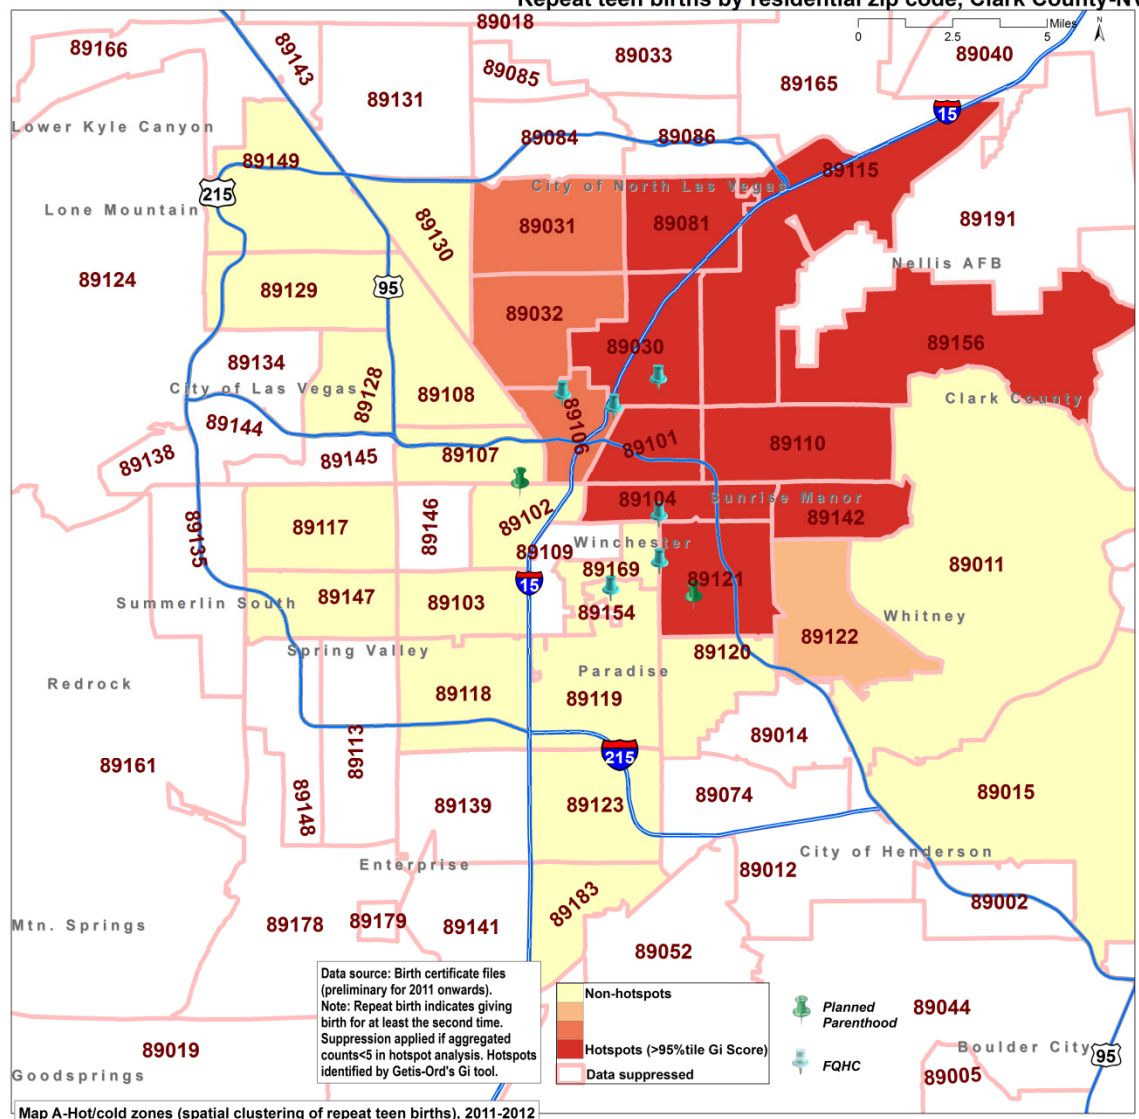 Repeat teen births by residential zip code, Clark County-NV
89018
Miles
N
0 2.5 5
89166
89143
89033
89040
89085
89165
89131
15
Lower Kyle Canyon
89084
89086
89149
89115
215
City of North Las Vegas
Lone Mountain
89031
89081
89191
89130
Nellis AFB
89124
89129
95
89032
89030
89156
89134
City of Las Vegas
89128
89108
Clark County
89106
89144
89101
89110
89138
89145
89107
89104
Sunrise Manor
89142
89135
89117
89146
89102
Winchester
89109
89169
89011
15
89121
89147
Summerlin South
89103
89154
Whitney
89122
Spring Valley
89120
Redrock
Paradise
89118
89119
89014
89113
215
89161
89148
89139
89123
89074
89015
Enterprise
City of Henderson
89012
89183
89002
Mtn. Springs
89178
89179
89141
89052
Data source: Birth certificate files
(preliminary for 2011 onwards).
Note: Repeat birth indicates giving
birth for at least the second time.
Suppression applied if aggregated
counts<5 in hotspot analysis. Hotspots
identified by Getis-Ord's Gi tool.
Non-hotspots
Hotspots (>95%tile Gi Score)
Data suppressed
Planned
Parenthood
FQHC
89044
89019
Boulder City
95
Goodsprings
89005
Map A-Hot/cold zones (spatial clustering of repeat teen births), 2011-2012